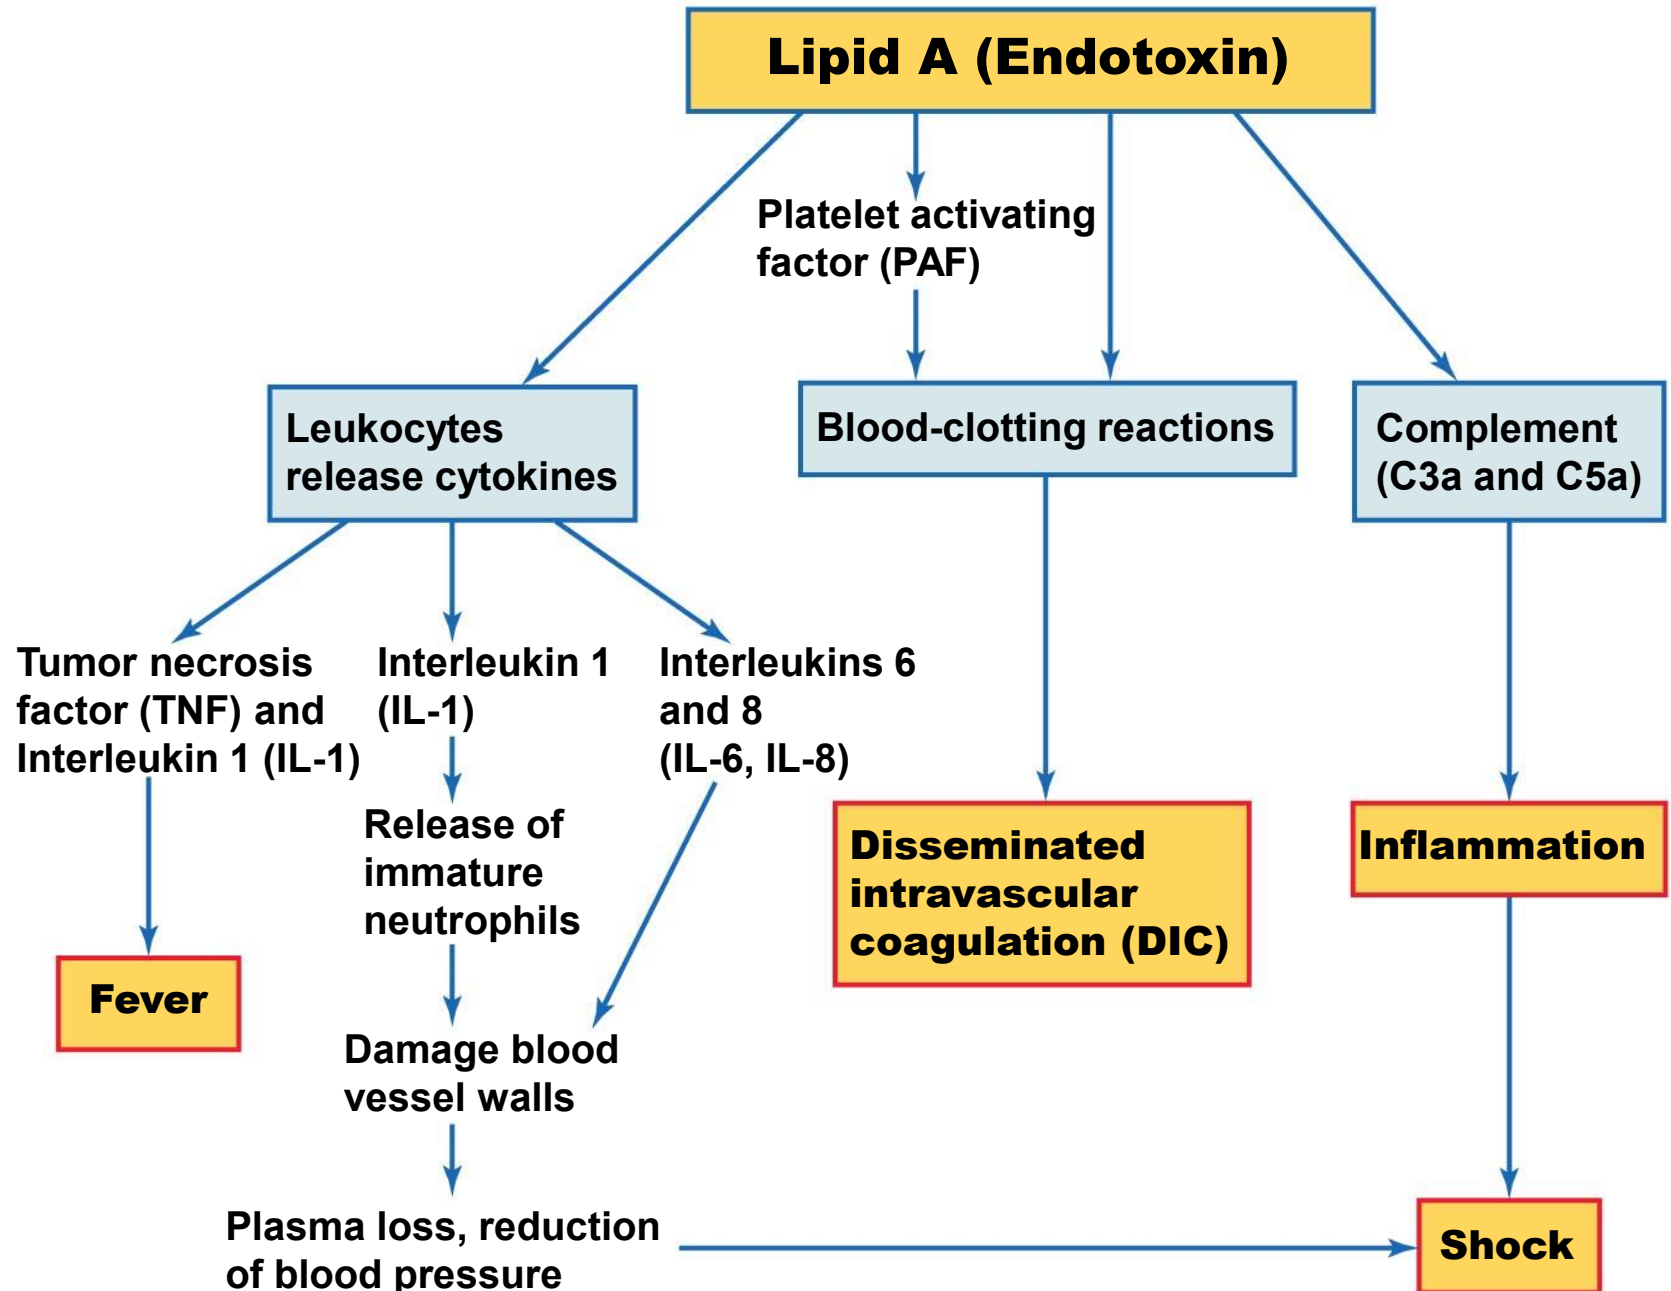 Lipid A (Endotoxin)
Platelet activating
factor (PAF)
Leukocytes
release cytokines
Blood-clotting reactions
Complement
(C3a and C5a)
Tumor necrosis
factor (TNF) and
Interleukin 1 (IL-1)
Interleukin 1
(IL-1)
Interleukins 6
and 8
(IL-6, IL-8)
Release of
immature
neutrophils
Disseminated
intravascular
coagulation (DIC)
Inflammation
Fever
Damage blood
vessel walls
Plasma loss, reduction
of blood pressure
Shock